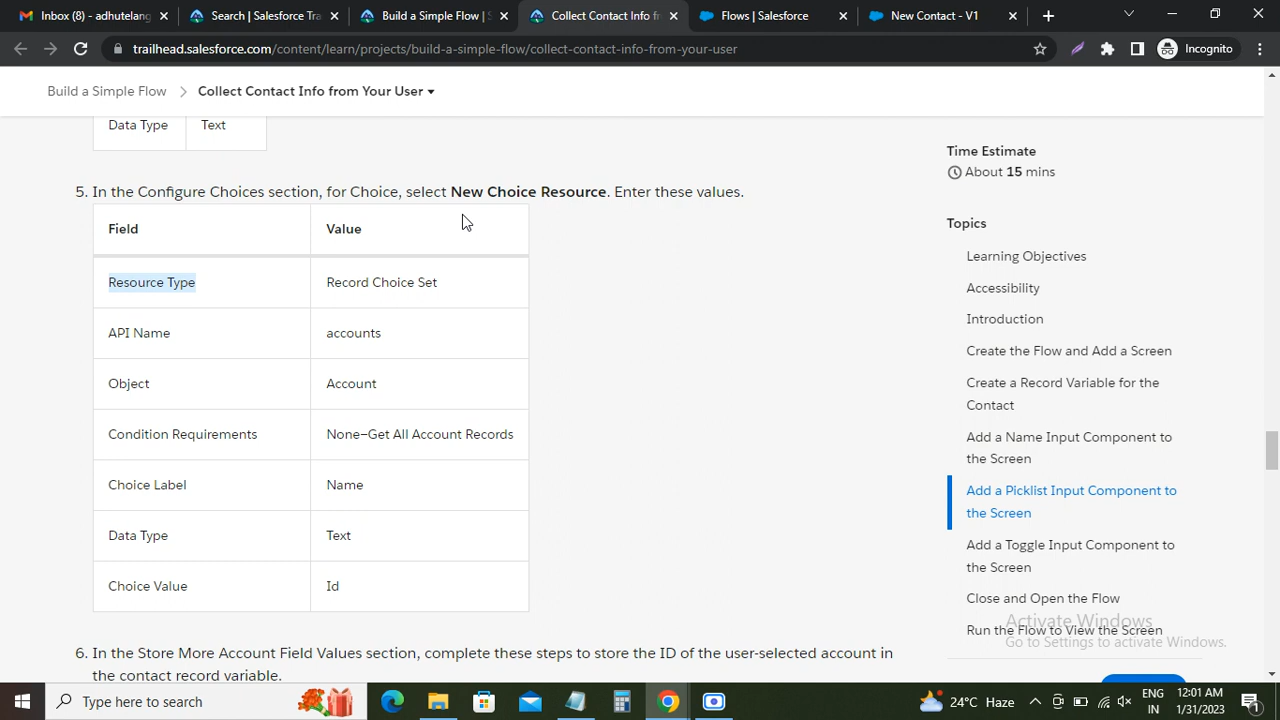 Inbox (8) - adhutelang
Search | Salesforce Tra
Build a Simple Flow | S
Collect Contact Info fr
Flows | Salesforce
New Contact - V1
trailhead.salesforce.com/content/learn/projects/build-a-simple-flow/collect-contact-info-from-your-user
Incognito
Build a Simple Flow
Collect Contact Info from Your User
Data Type Text
5. In the Configure Choices section, for Choice, select New Choice Resource. Enter these values.
Field Value
Resource Type Record Choice Set
API Name accounts
Object Account
Condition Requirements None—Get All Account Records
Choice Label Name
Data Type Text
Choice Value Id
6. In the Store More Account Field Values section, complete these steps to store the ID of the user-selected account in
the contact record variable.
Time Estimate
About 15 mins
Topics
Learning Objectives
Accessibility
Introduction
Create the Flow and Add a Screen
Create a Record Variable for the
Contact
Add a Name Input Component to
the Screen
Add a Picklist Input Component to
the Screen
Add a Toggle Input Component to
the Screen
Close and Open the Flow
Run the Flow to View the Screen
Activate Windows
Go to Settings to activate Windows.
Type here to search
24°C Haze
ENG
IN
12:01 AM
1/31/2023
1